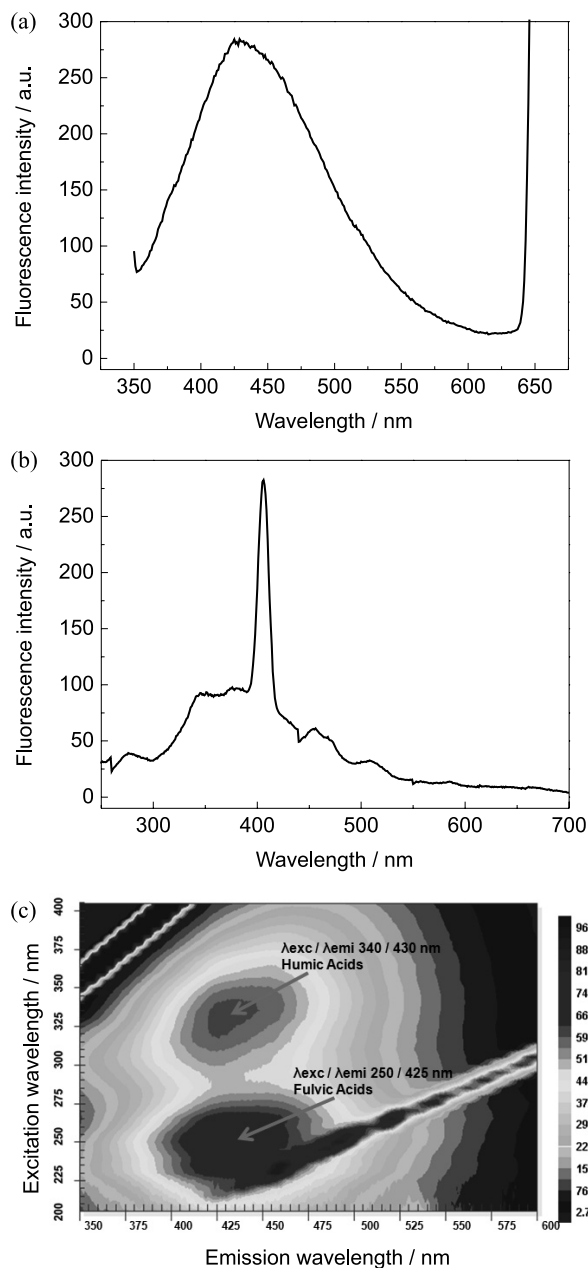 (a)
300
250
200
150
100
50
0
Fluorescence intensity / a.u.
350 400 450 500 550 600 650
Wavelength / nm
(b)
300
250
200
150
100
50
0
Fluorescence intensity / a.u.
300 400 500 600 700
Wavelength / nm
(c)
400
375
350
325
300
275
250
225
200
Excitation wavelength / nm
λexc / λemi 340 / 430 nm
Humic Acids
λexc / λemi 250 / 425 nm
Fulvic Acids
350 375 400 425 450 475 500 525 550 575 600
Emission wavelength / nm
96
84
74
66
59
51
44
37
29
22
15
76
2.7